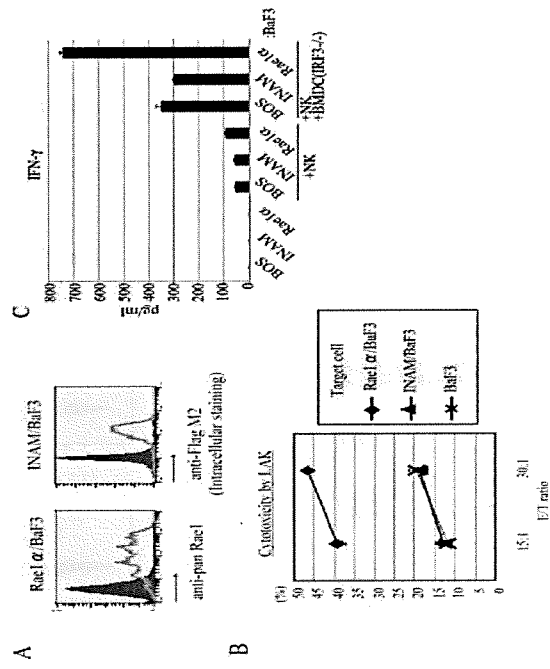 A
Rae1 α/BaF3
INAM/BaF3
anti-pan Rae1
anti-Flag M2
(Intracellular staining)
B
Cytotoxicity by LAK
(%)
50
45
40
35
30
25
20
15
10
5
0
15:1
30:1
E/T ratio
Target cell
Rae1 α/BaF3
INAM/BaF3
BaF3
C
IFN-γ
pg/ml
800
700
600
500
400
300
200
100
0
BOS
INAM
Rae1α
BOS
INAM
Rae1α
BOS
INAM
Rae1α
:BaF3
+NK
+NK
+BMDC(IRF3-/-)